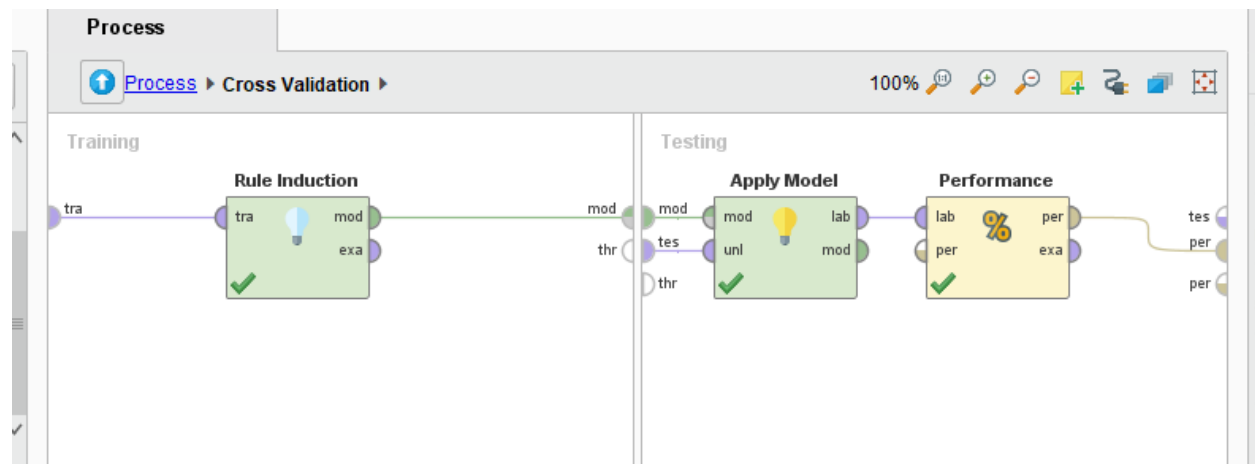 Process
Process Cross Validation
100%
Training
Testing
Rule Induction
Apply Model
Performance
tra
tra
mod
exa
mod
thr
mod
tes
thr
mod
unl
lab
mod
lab
per
%
per
exa
tes
per
per